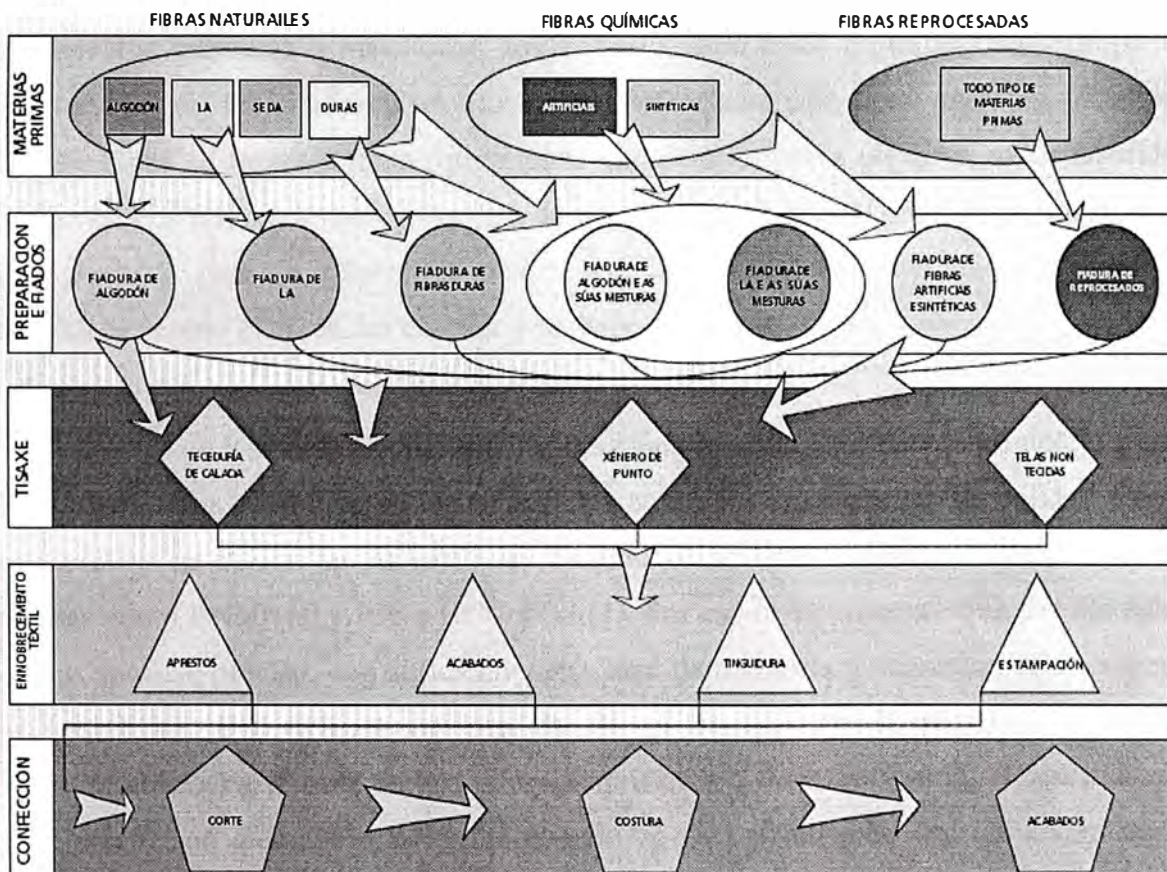 FIBRAS NATURAILES
FIBRAS QUÍMICAS
FIBRAS REPROCESADAS
MATERIAS
PRIMAS
ALGODÓN
LA
SEDA
DURAS
ARTIFICIAIS
SINTÉTICAS
TODO TIPO DE
MATERIAS
PRIMAS
PREPARACIÓN
E FIADOS
FIADURA DE
ALGODÓN
FIADURA DE
LA
FIADURA DE
FIBRAS DURAS
FIADURA DE
ALGODÓN E AS
SÚAS MESTURAS
FIADURA DE
LA E AS SÚAS
MESTURAS
FIADURA DE
FIBRAS
ARTIFICIAIS
E SINTÉTICAS
FIADURA DE
REPROCESADOS
TISAXE
TECEDURÍA
DE CALADA
XÉNERO DE
PUNTO
TELAS NON
TECIDAS
ENNOBRECEMENTO
TÉXTIL
APRESTOS
ACABADOS
TINGUIDURA
ESTAMPACIÓN
CONFECCIÓN
CORTE
COSTURA
ACABADOS